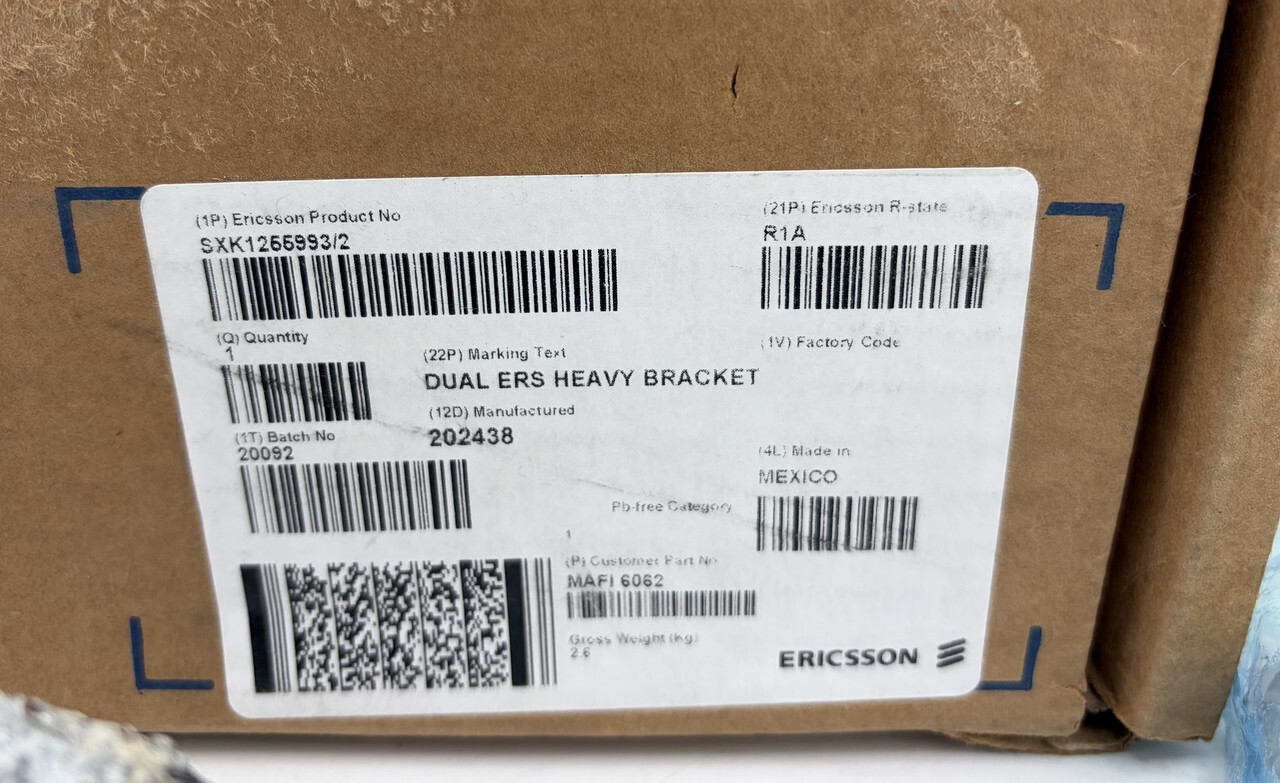 (1P) Ericsson Product No
SXK1255993/2
(21P) Ericsson R-state
R1A
(Q) Quantity
1
(22P) Marking Text
DUAL ERS HEAVY BRACKET
(1V) Factory Code
(12D) Manufactured
202438
(1T) Batch No
20092
(4L) Made in
MEXICO
Pb-free Category
1
(P) Customer Part No
MAFI 6062
Gross Weight (kg)
2.6
ERICSSON